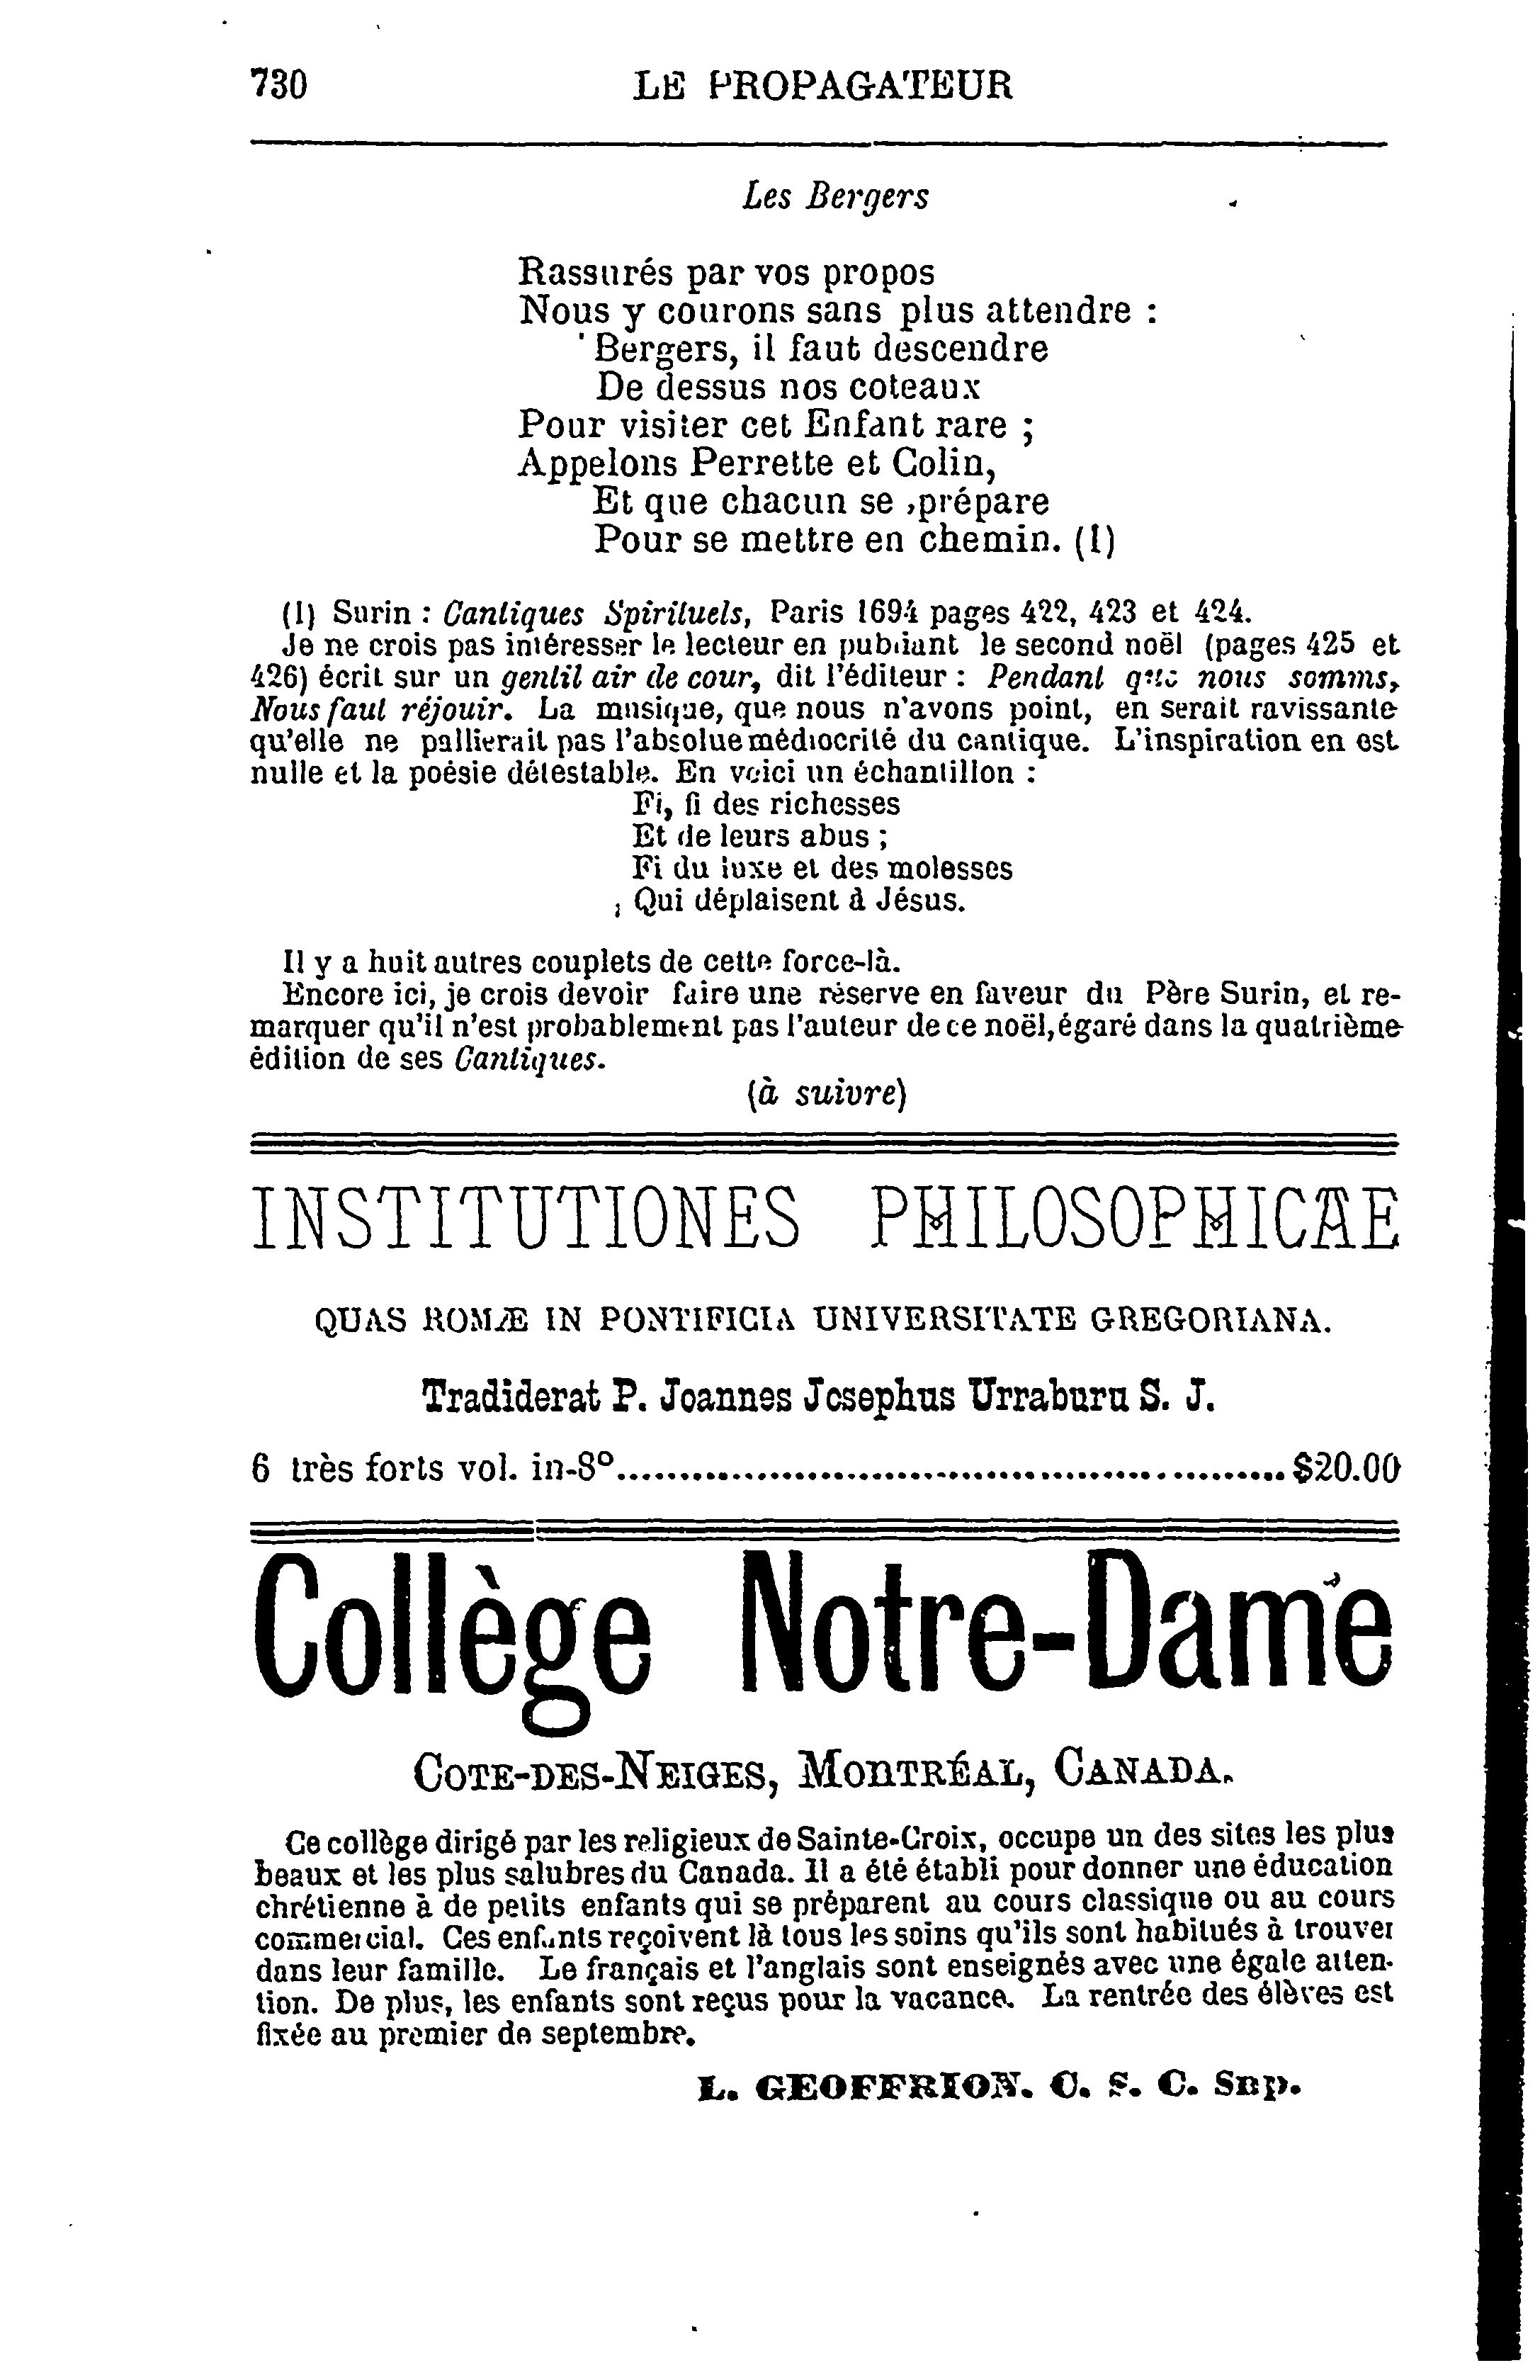 730 LE PROPAGATEUR
Les Bergers
Rassurés par vos propos
Nous y courons sans plus attendre :
Bergers, il faut descendre
De dessus nos coteaux
Pour visiter cet Enfant rare ;
Appelons Perrette et Colin,
Et que chacun se prépare
Pour se mettre en chemin. (1)
(1) Surin : Cantiques Spirituels, Paris 1694 pages 422, 423 et 424.
Je ne crois pas intéresser le lecteur en publiant le second noël (pages 425 et
426) écrit sur un gentil air de cour, dit l'éditeur : Pendant que nous somms,
Nous faut réjouir. La musique, que nous n'avons point, en serait ravissante
qu'elle ne pallierait pas l'absolue médiocrité du cantique. L'inspiration en est
nulle et la poésie détestable. En voici un échantillon :
Fi, fi des richesses
Et de leurs abus ;
Fi du luxe et des molesses
Qui déplaisent à Jésus.
Il y a huit autres couplets de cette force-là.
Encore ici, je crois devoir faire une réserve en faveur du Père Surin, et re-
marquer qu'il n'est probablement pas l'auteur de ce noël, égaré dans la quatrième
édition de ses Cantiques.
(à suivre)
INSTITUTIONES PHILOSOPHICAE
QUAS ROMÆ IN PONTIFICIA UNIVERSITATE GREGORIANA.
Tradiderat P. Joannes Josephus Urraburu S. J.
6 très forts vol. in-8°.................................................... $20.00
Collège Notre-Dame
COTE-DES-NEIGES, MONTRÉAL, CANADA.
Ce collège dirigé par les religieux de Sainte-Croix, occupe un des sites les plus
beaux et les plus salubres du Canada. Il a été établi pour donner une éducation
chrétienne à de petits enfants qui se préparent au cours classique ou au cours
commercial. Ces enfants reçoivent là tous les soins qu'ils sont habitués à trouver
dans leur famille. Le français et l'anglais sont enseignés avec une égale atten-
tion. De plus, les enfants sont reçus pour la vacance. La rentrée des élèves est
fixée au premier de septembre.
L. GEOFFRION. C. S. C. Sup.